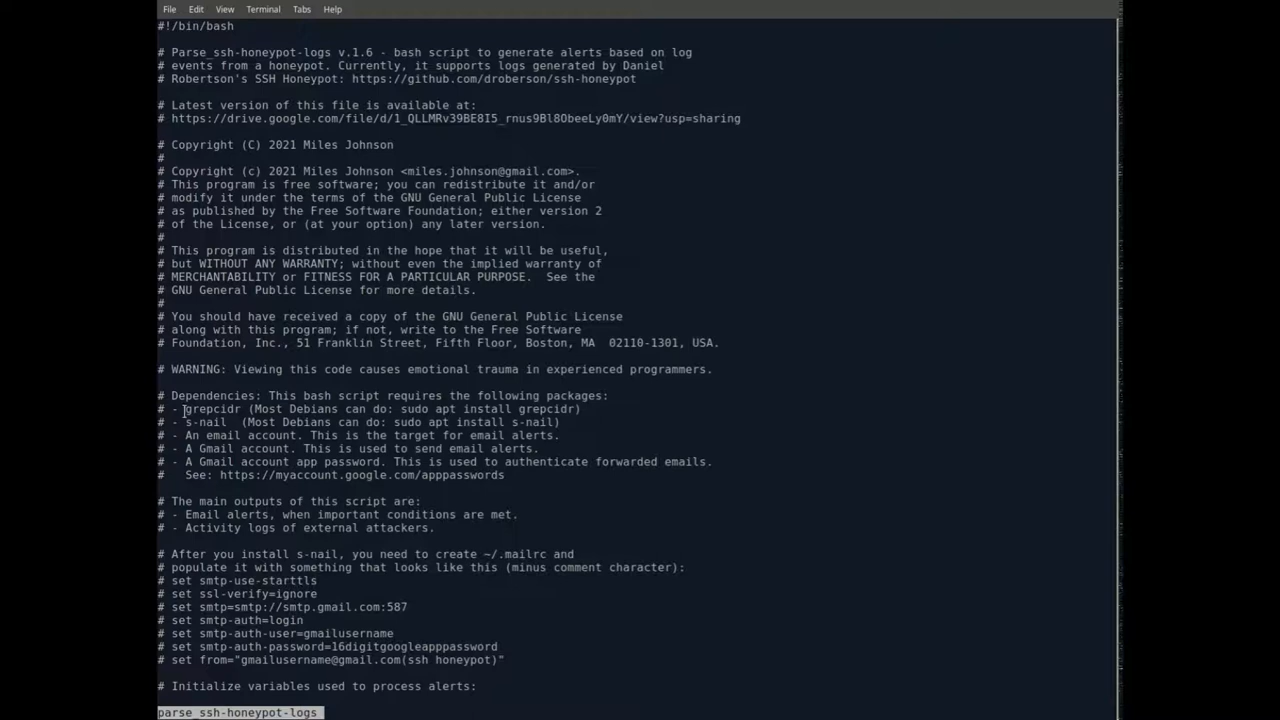 File Edit View Terminal Tabs Help
#!/bin/bash
# Parse_ssh-honeypot-logs v.1.6 - bash script to generate alerts based on log
# events from a honeypot. Currently, it supports logs generated by Daniel
# Robertson's SSH Honeypot: https://github.com/droberson/ssh-honeypot
# Latest version of this file is available at:
# https://drive.google.com/file/d/1_QLLMRv39BE8I5_rnus9Bl8ObeeLy0mY/view?usp=sharing
# Copyright (C) 2021 Miles Johnson
#
# Copyright (c) 2021 Miles Johnson <miles.johnson@gmail.com>.
# This program is free software; you can redistribute it and/or
# modify it under the terms of the GNU General Public License
# as published by the Free Software Foundation; either version 2
# of the License, or (at your option) any later version.
#
# This program is distributed in the hope that it will be useful,
# but WITHOUT ANY WARRANTY; without even the implied warranty of
# MERCHANTABILITY or FITNESS FOR A PARTICULAR PURPOSE.  See the
# GNU General Public License for more details.
#
# You should have received a copy of the GNU General Public License
# along with this program; if not, write to the Free Software
# Foundation, Inc., 51 Franklin Street, Fifth Floor, Boston, MA  02110-1301, USA.
# WARNING: Viewing this code causes emotional trauma in experienced programmers.
# Dependencies: This bash script requires the following packages:
# - grepcidr (Most Debians can do: sudo apt install grepcidr)
# - s-nail  (Most Debians can do: sudo apt install s-nail)
# - An email account. This is the target for email alerts.
# - A Gmail account. This is used to send email alerts.
# - A Gmail account app password. This is used to authenticate forwarded emails.
#   See: https://myaccount.google.com/apppasswords
# The main outputs of this script are:
# - Email alerts, when important conditions are met.
# - Activity logs of external attackers.
# After you install s-nail, you need to create ~/.mailrc and
# populate it with something that looks like this (minus comment character):
# set smtp-use-starttls
# set ssl-verify=ignore
# set smtp=smtp://smtp.gmail.com:587
# set smtp-auth=login
# set smtp-auth-user=gmailusername
# set smtp-auth-password=16digitgoogleapppassword
# set from="gmailusername@gmail.com(ssh honeypot)"
# Initialize variables used to process alerts:
parse_ssh-honeypot-logs